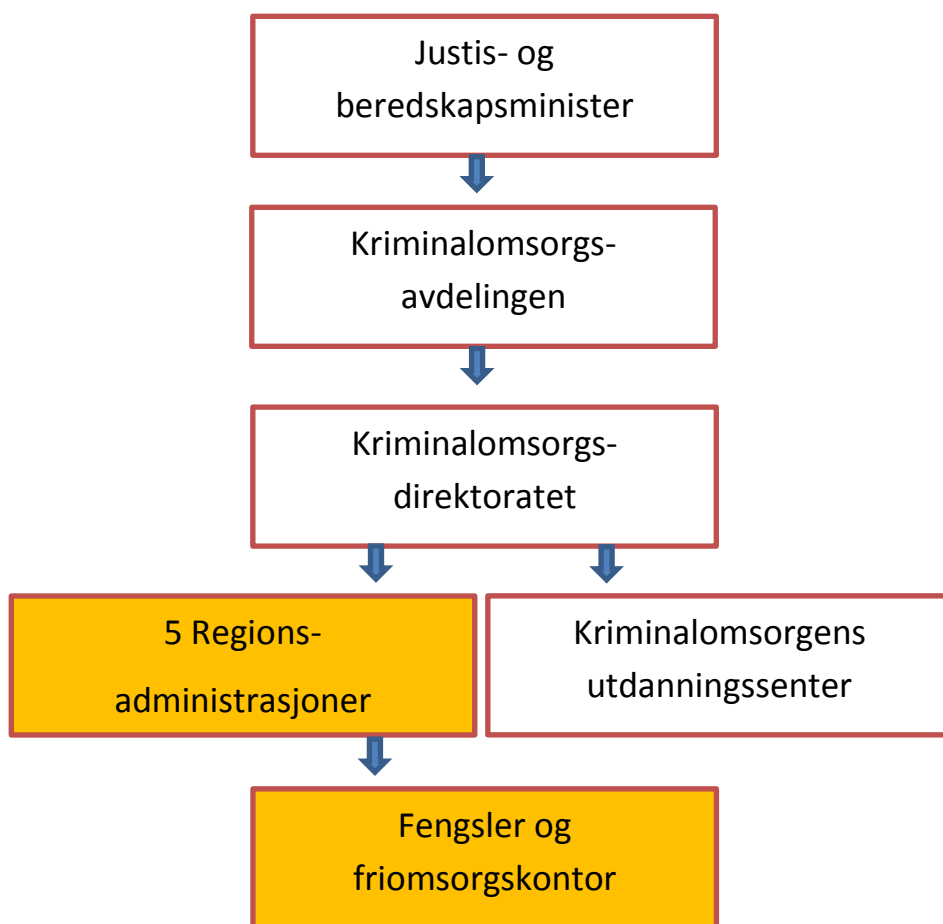 Justis- og
beredskapsminister
Kriminalomsorgs-
avdelingen
Kriminalomsorgs-
direktoratet
5 Regions-
administrasjoner
Kriminalomsorgens
utdanningssenter
Fengsler og
friomsorgskontor